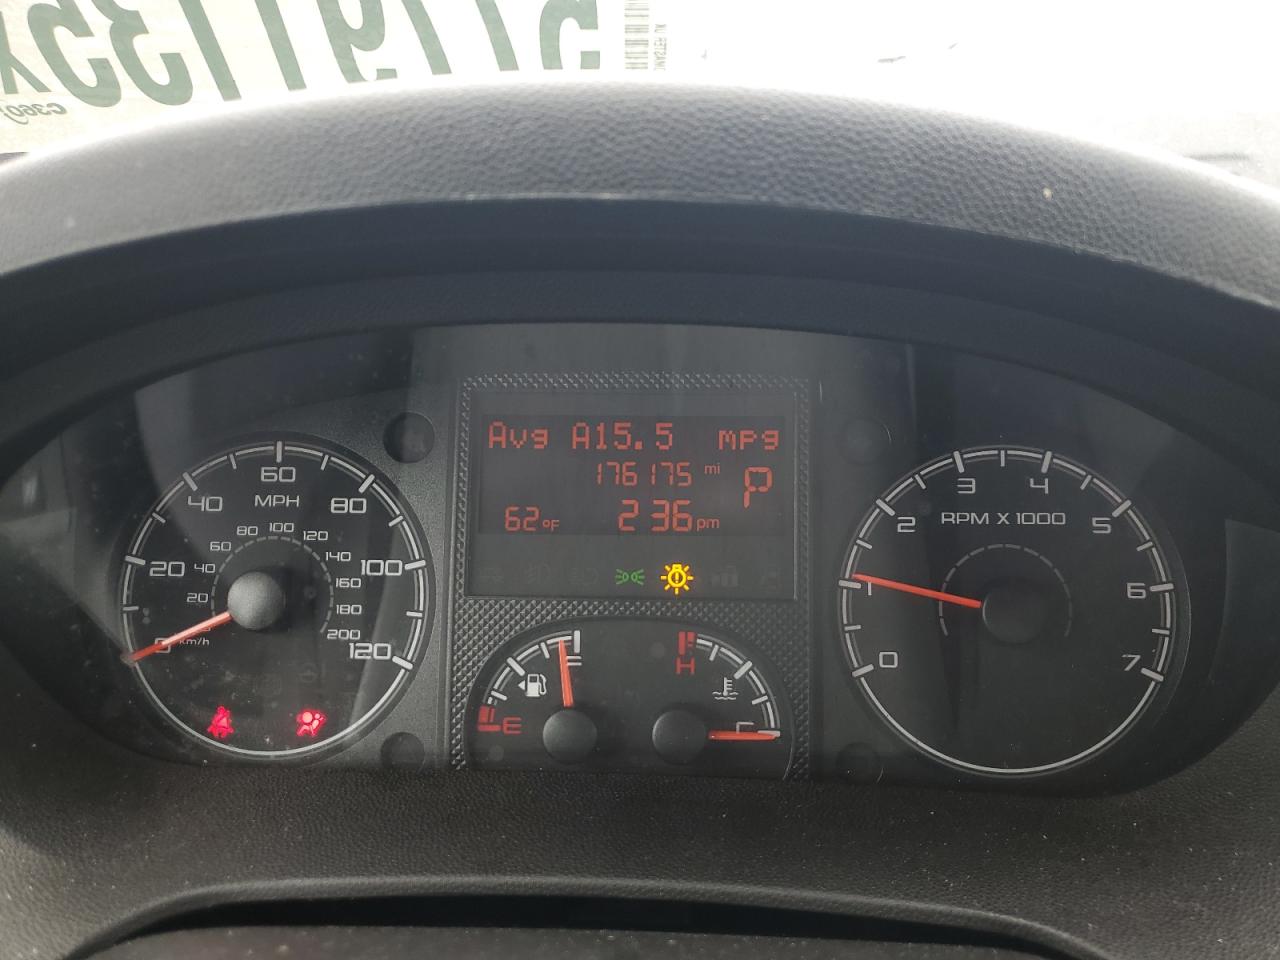 Avg A15.5 mpg
176175 mi
P
62°F 2 36 pm
0 20 40 60 80 100 120
MPH
20 40 60 80 100 120 140 160 180 200
km/h
E
H
C
0 1 2 3 4 5 6 7
RPM X 1000